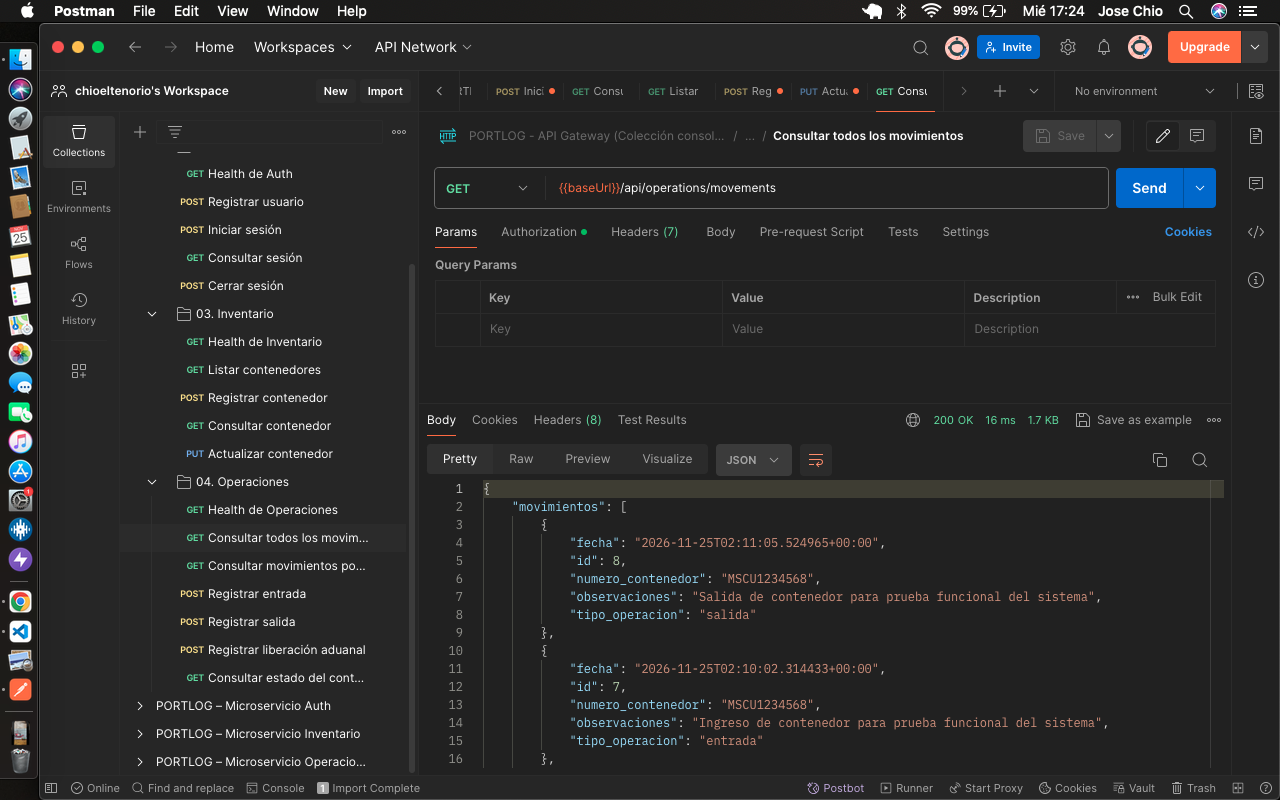 Postman File Edit View Window Help 99% Mié 17:24 Jose Chio
Home Workspaces API Network Invite Upgrade
chioeltenorio's Workspace New Import
POST Inici GET Consu GET Listar POST Reg PUT Actua GET Consu No environment
Collections
Environments
Flows
History
Health de Auth
GET Health de Auth
POST Registrar usuario
POST Iniciar sesión
GET Consultar sesión
POST Cerrar sesión
03. Inventario
GET Health de Inventario
GET Listar contenedores
POST Registrar contenedor
GET Consultar contenedor
PUT Actualizar contenedor
04. Operaciones
GET Health de Operaciones
GET Consultar todos los movim...
GET Consultar movimientos po...
POST Registrar entrada
POST Registrar salida
POST Registrar liberación aduanal
GET Consultar estado del cont...
PORTLOG – Microservicio Auth
PORTLOG – Microservicio Inventario
PORTLOG – Microservicio Operacio...
HTTP PORTLOG - API Gateway (Colección consol... / ... / Consultar todos los movimientos Save
GET {{baseUrl}}/api/operations/movements Send
Params Authorization Headers (7) Body Pre-request Script Tests Settings Cookies
Query Params
Key Value Description Bulk Edit
Key Value Description
Body Cookies Headers (8) Test Results 200 OK 16 ms 1.7 KB Save as example
Pretty Raw Preview Visualize JSON
1 {
2 "movimientos": [
3 {
4 "fecha": "2026-11-25T02:11:05.524965+00:00",
5 "id": 8,
6 "numero_contenedor": "MSCU1234568",
7 "observaciones": "Salida de contenedor para prueba funcional del sistema",
8 "tipo_operacion": "salida"
9 },
10 {
11 "fecha": "2026-11-25T02:10:02.314433+00:00",
12 "id": 7,
13 "numero_contenedor": "MSCU1234568",
14 "observaciones": "Ingreso de contenedor para prueba funcional del sistema",
15 "tipo_operacion": "entrada"
16 },
Online Find and replace Console 1 Import Complete Postbot Runner Start Proxy Cookies Vault Trash
NOV
25
1